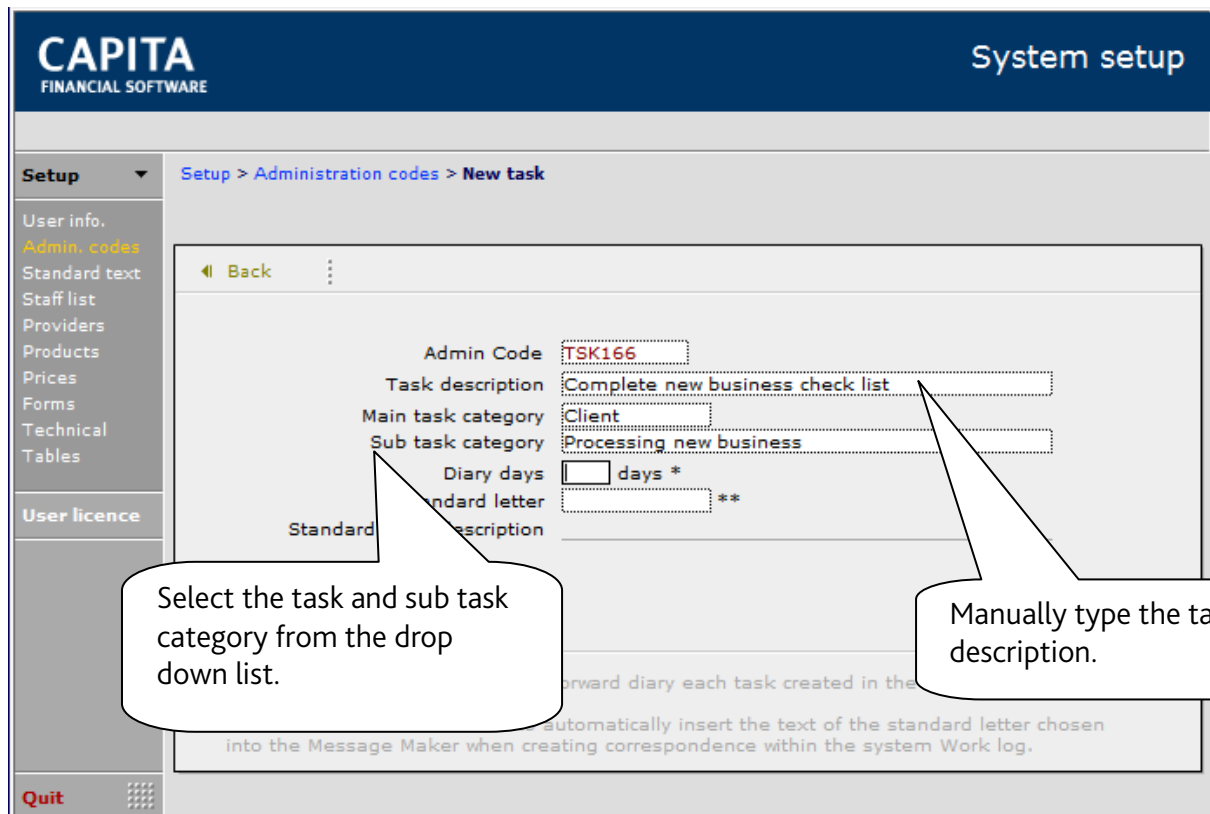 CAPITA
FINANCIAL SOFTWARE
System setup
Setup
User info.
Admin. codes
Standard text
Staff list
Providers
Products
Prices
Forms
Technical
Tables
User licence
Quit
Setup > Administration codes > New task
Back
Admin Code TSK166
Task description Complete new business check list
Main task category Client
Sub task category Processing new business
Diary days days *
letter **
Standard
Select the task and sub task
category from the drop
down list.
Manually type the
description.
diary each task created in the
automatically insert the text of the standard letter chosen
into the Message Maker when creating correspondence within the system Work log.